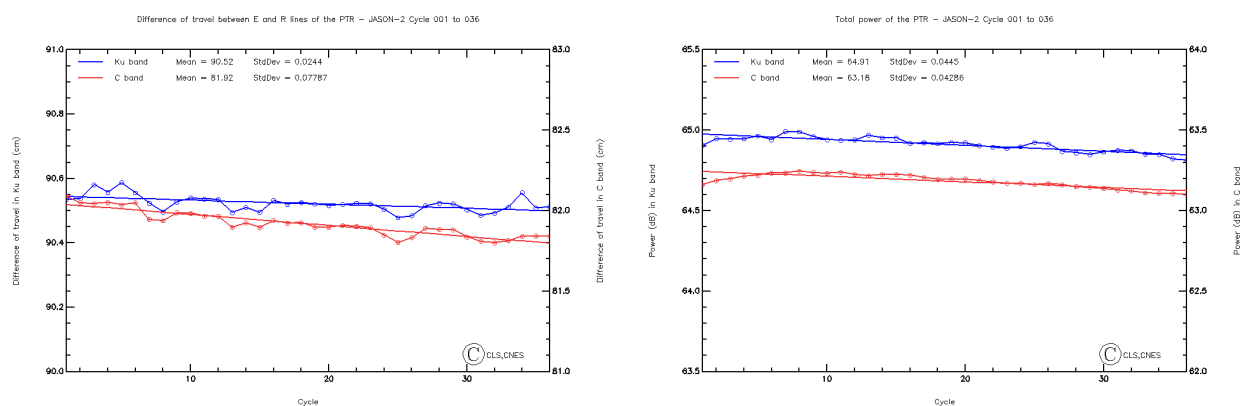 Difference of travel between E and R lines of the PTR - JASON-2 Cycle 001 to 036
91.0
83.0
Ku band Mean = 90.52 StdDev = 0.0244
C band Mean = 81.92 StdDev = 0.07787
90.8
82.5
90.6
82.0
90.4
81.5
90.2
90.0
81.0
10
20
30
Cycle
Difference of travel in Ku band (cm)
Difference of travel in C band (cm)
C CLS,CNES
Total power of the PTR - JASON-2 Cycle 001 to 036
65.5
64.0
Ku band Mean = 64.91 StdDev = 0.0445
C band Mean = 63.18 StdDev = 0.04286
65.0
63.5
64.5
63.0
64.0
62.5
63.5
62.0
10
20
30
Cycle
Power (dB) in Ku band
Power (dB) in C band
C CLS,CNES